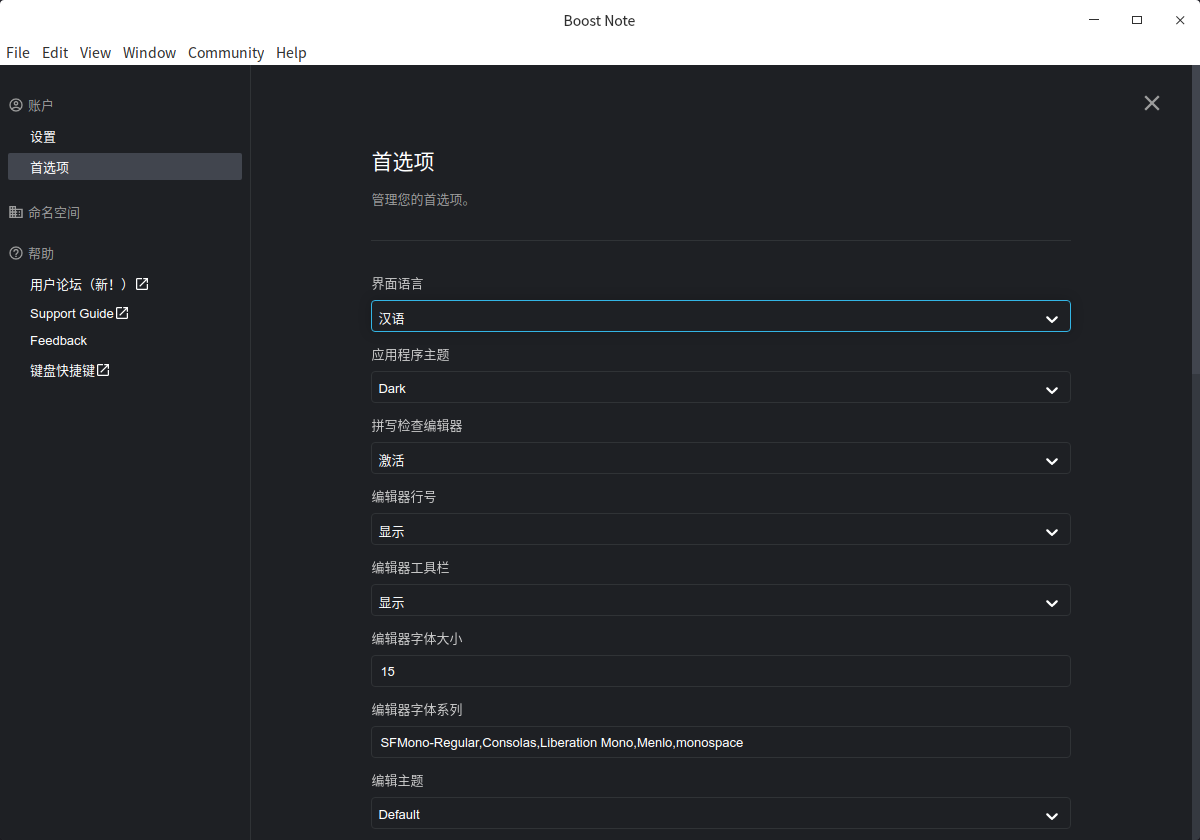 Boost Note
File Edit View Window Community Help
账户
设置
首选项
命名空间
帮助
用户论坛（新！）
Support Guide
Feedback
键盘快捷键
首选项
管理您的首选项。
界面语言
汉语
应用程序主题
Dark
拼写检查编辑器
激活
编辑器行号
显示
编辑器工具栏
显示
编辑器字体大小
15
编辑器字体系列
SFMono-Regular,Consolas,Liberation Mono,Menlo,monospace
编辑主题
Default